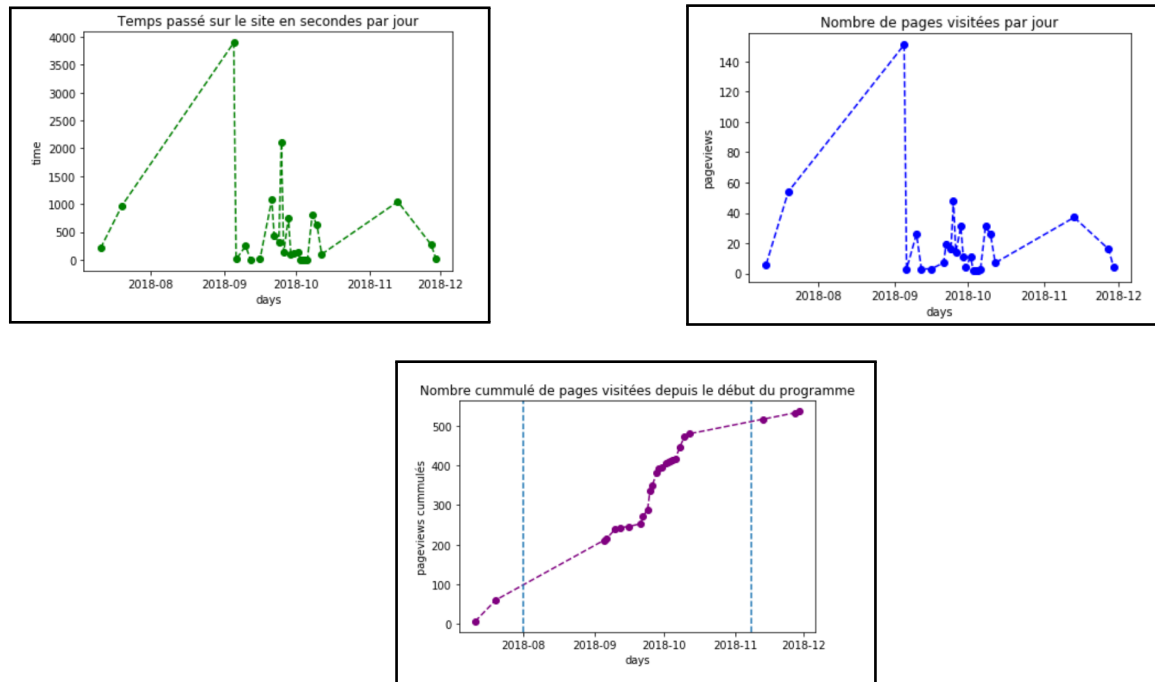 Temps passé sur le site en secondes par jour
4000
3500
3000
2500
2000
1500
1000
500
0
time
2018-08 2018-09 2018-10 2018-11 2018-12
days
Nombre de pages visitées par jour
140
120
100
80
60
40
20
0
pageviews
2018-08 2018-09 2018-10 2018-11 2018-12
days
Nombre cummulé de pages visitées depuis le début du programme
500
400
300
200
100
0
pageviews cummulés
2018-08 2018-09 2018-10 2018-11 2018-12
days